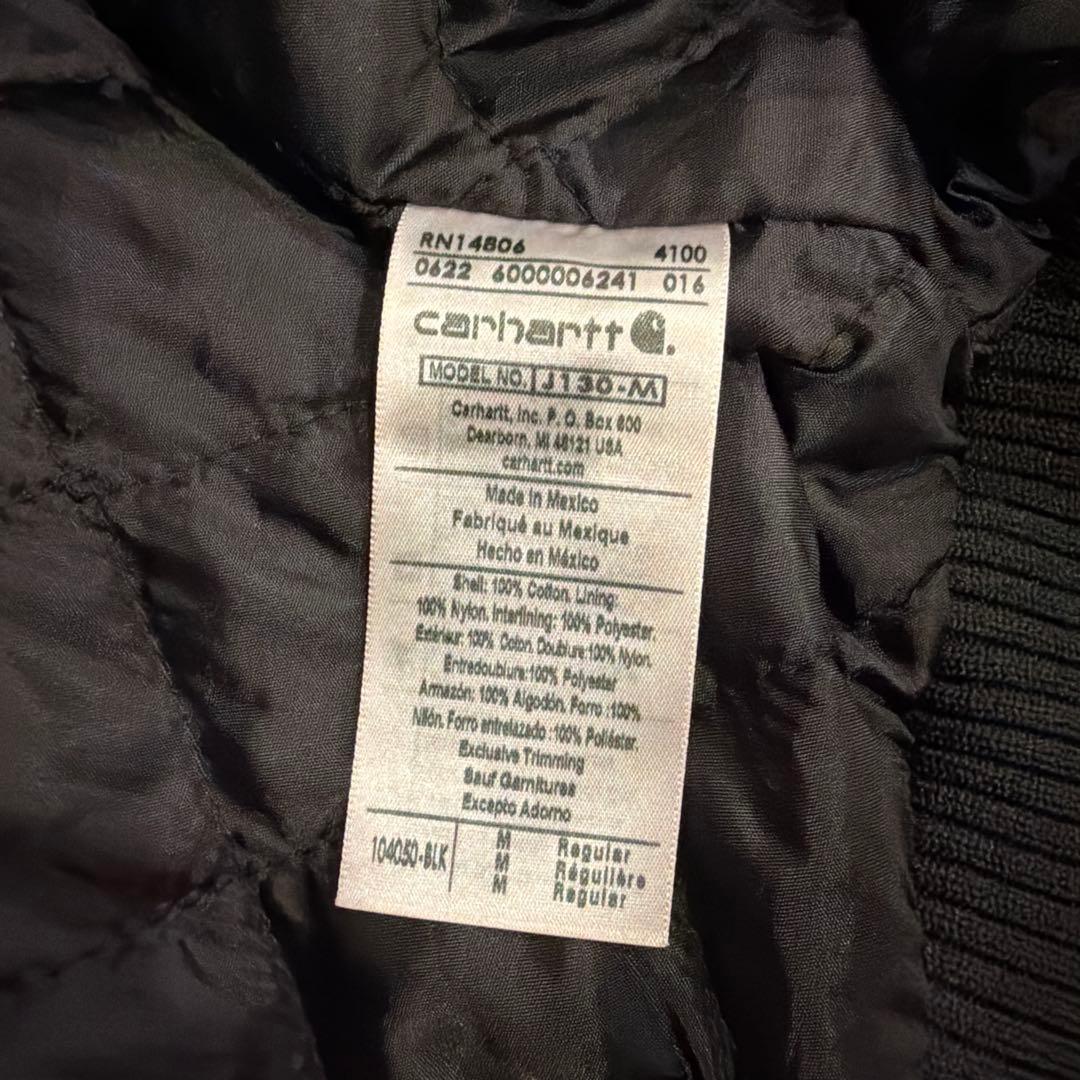 RN14806 4100
0622 6000006241 016
carhartt
MODEL NO. J130-M
Carhartt, Inc. P. O. Box 600
Dearborn, MI 48121 USA
carhartt.com
Made in Mexico
Fabriqué au Mexique
Hecho en México
Shell: 100% Cotton. Lining:
100% Nylon. Interlining: 100% Polyester.
Extérieur: 100% Coton. Doublure:100% Nylon.
Entredoublure:100% Polyester
Armazón: 100% Algodón. Forro :100%
Nilón. Forro entrelazado :100% Poliéster.
Exclusive Trimming
Sauf Garnitures
Excepto Adorno
104050-BLK M Regular
M Régulière
M Regular